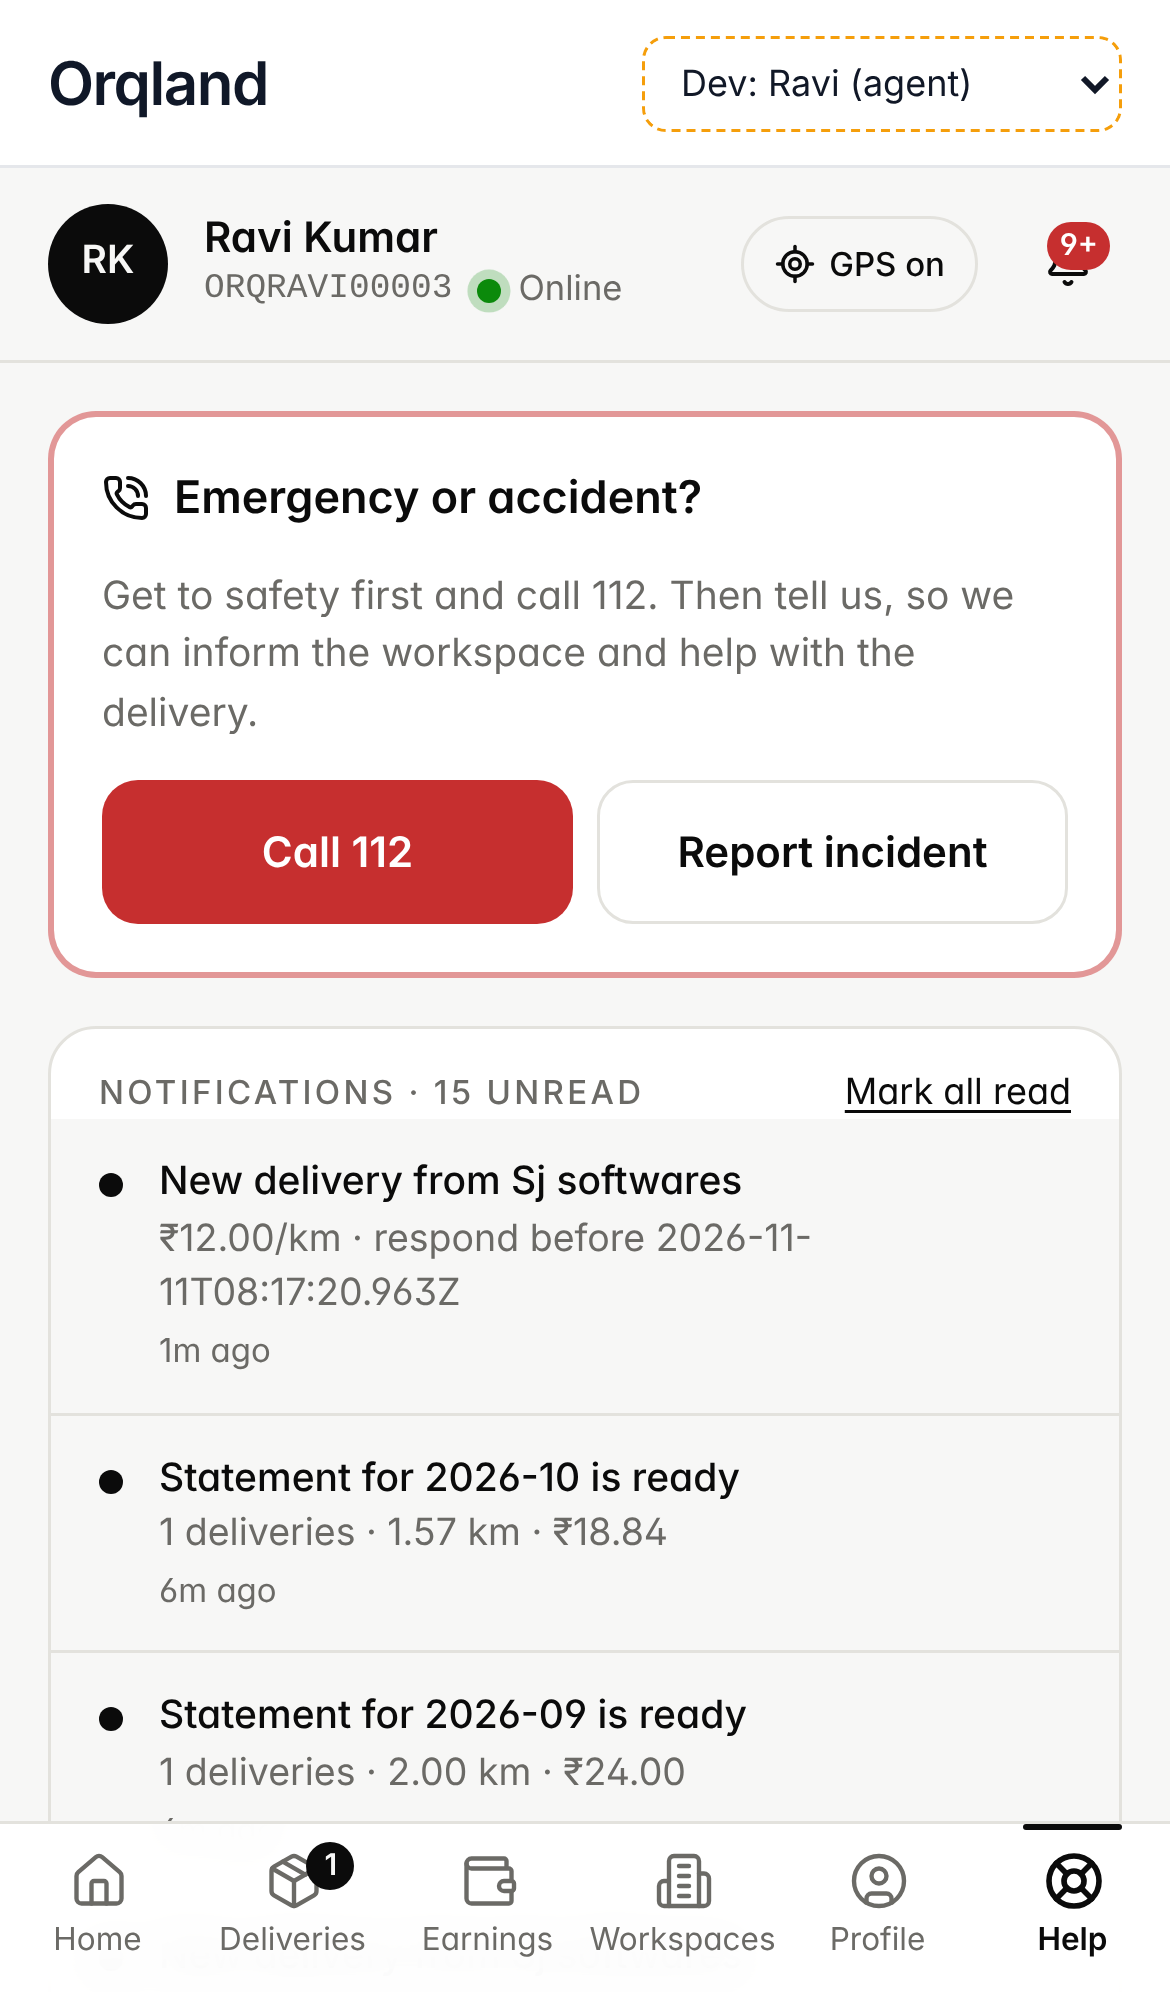 Orqland
Dev: Ravi (agent)
RK
Ravi Kumar
ORQRAVI00003
Online
GPS on
9+
Emergency or accident?
Get to safety first and call 112. Then tell us, so we
can inform the workspace and help with the
delivery.
Call 112
Report incident
NOTIFICATIONS · 15 UNREAD
Mark all read
New delivery from Sj softwares
₹12.00/km · respond before 2026-11-
11T08:17:20.963Z
1m ago
Statement for 2026-10 is ready
1 deliveries · 1.57 km · ₹18.84
6m ago
Statement for 2026-09 is ready
1 deliveries · 2.00 km · ₹24.00
1
Home
Deliveries
Earnings
Workspaces
Profile
Help